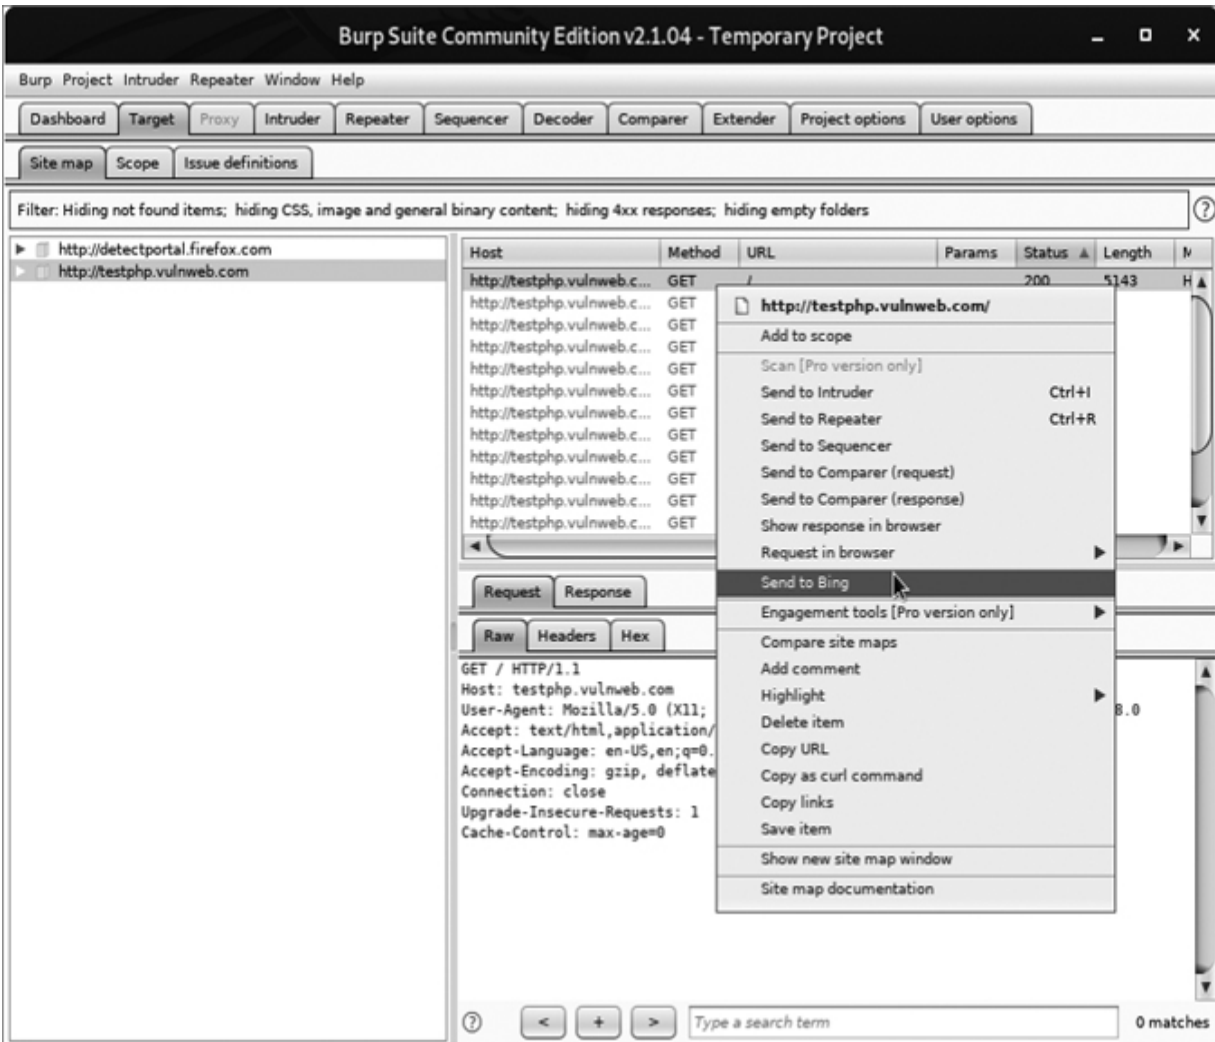 Burp Suite Community Edition v2.1.04 - Temporary Project
Burp Project Intruder Repeater Window Help
Dashboard Target Proxy Intruder Repeater Sequencer Decoder Comparer Extender Project options User options
Site map Scope Issue definitions
Filter: Hiding not found items; hiding CSS, image and general binary content; hiding 4xx responses; hiding empty folders
http://detectportal.firefox.com
http://testphp.vulnweb.com
Host Method URL Params Status Length
http://testphp.vulnweb.c... GET / 200 5143 H
http://testphp.vulnweb.c... GET
http://testphp.vulnweb.c... GET
http://testphp.vulnweb.c... GET
http://testphp.vulnweb.c... GET
http://testphp.vulnweb.c... GET
http://testphp.vulnweb.c... GET
http://testphp.vulnweb.c... GET
http://testphp.vulnweb.c... GET
http://testphp.vulnweb.c... GET
http://testphp.vulnweb.c... GET
http://testphp.vulnweb.c... GET
http://testphp.vulnweb.com/
Add to scope
Scan [Pro version only]
Send to Intruder Ctrl+I
Send to Repeater Ctrl+R
Send to Sequencer
Send to Comparer (request)
Send to Comparer (response)
Show response in browser
Request in browser
Send to Bing
Engagement tools [Pro version only]
Compare site maps
Add comment
Highlight
Delete item
Copy URL
Copy as curl command
Copy links
Save item
Show new site map window
Site map documentation
Request Response
Raw Headers Hex
GET / HTTP/1.1
Host: testphp.vulnweb.com
User-Agent: Mozilla/5.0 (X11; 8.0
Accept: text/html,application/
Accept-Language: en-US,en;q=0.
Accept-Encoding: gzip, deflate
Connection: close
Upgrade-Insecure-Requests: 1
Cache-Control: max-age=0
? < + > Type a search term 0 matches